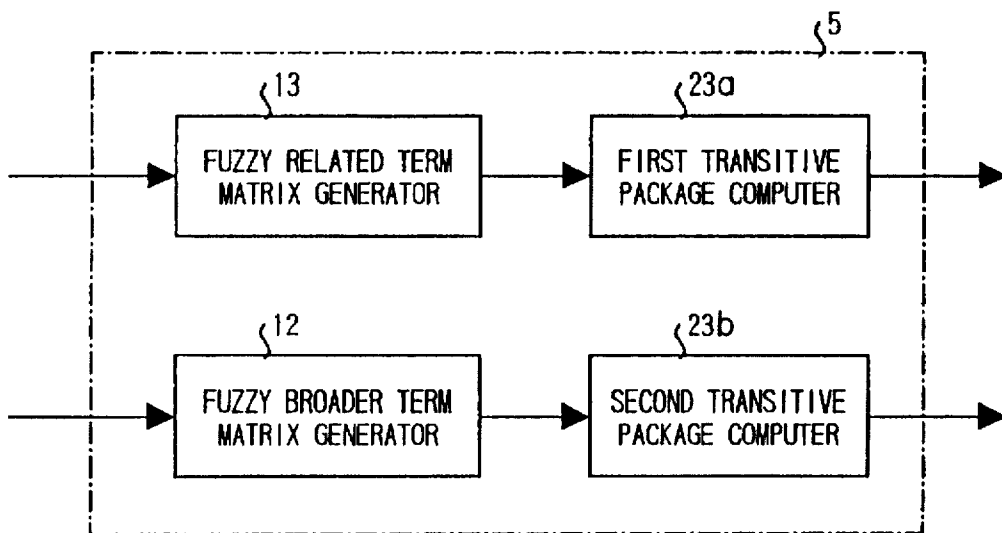 5
13
23a
FUZZY RELATED TERM
MATRIX GENERATOR
FIRST TRANSITIVE
PACKAGE COMPUTER
12
23b
FUZZY BROADER TERM
MATRIX GENERATOR
SECOND TRANSITIVE
PACKAGE COMPUTER